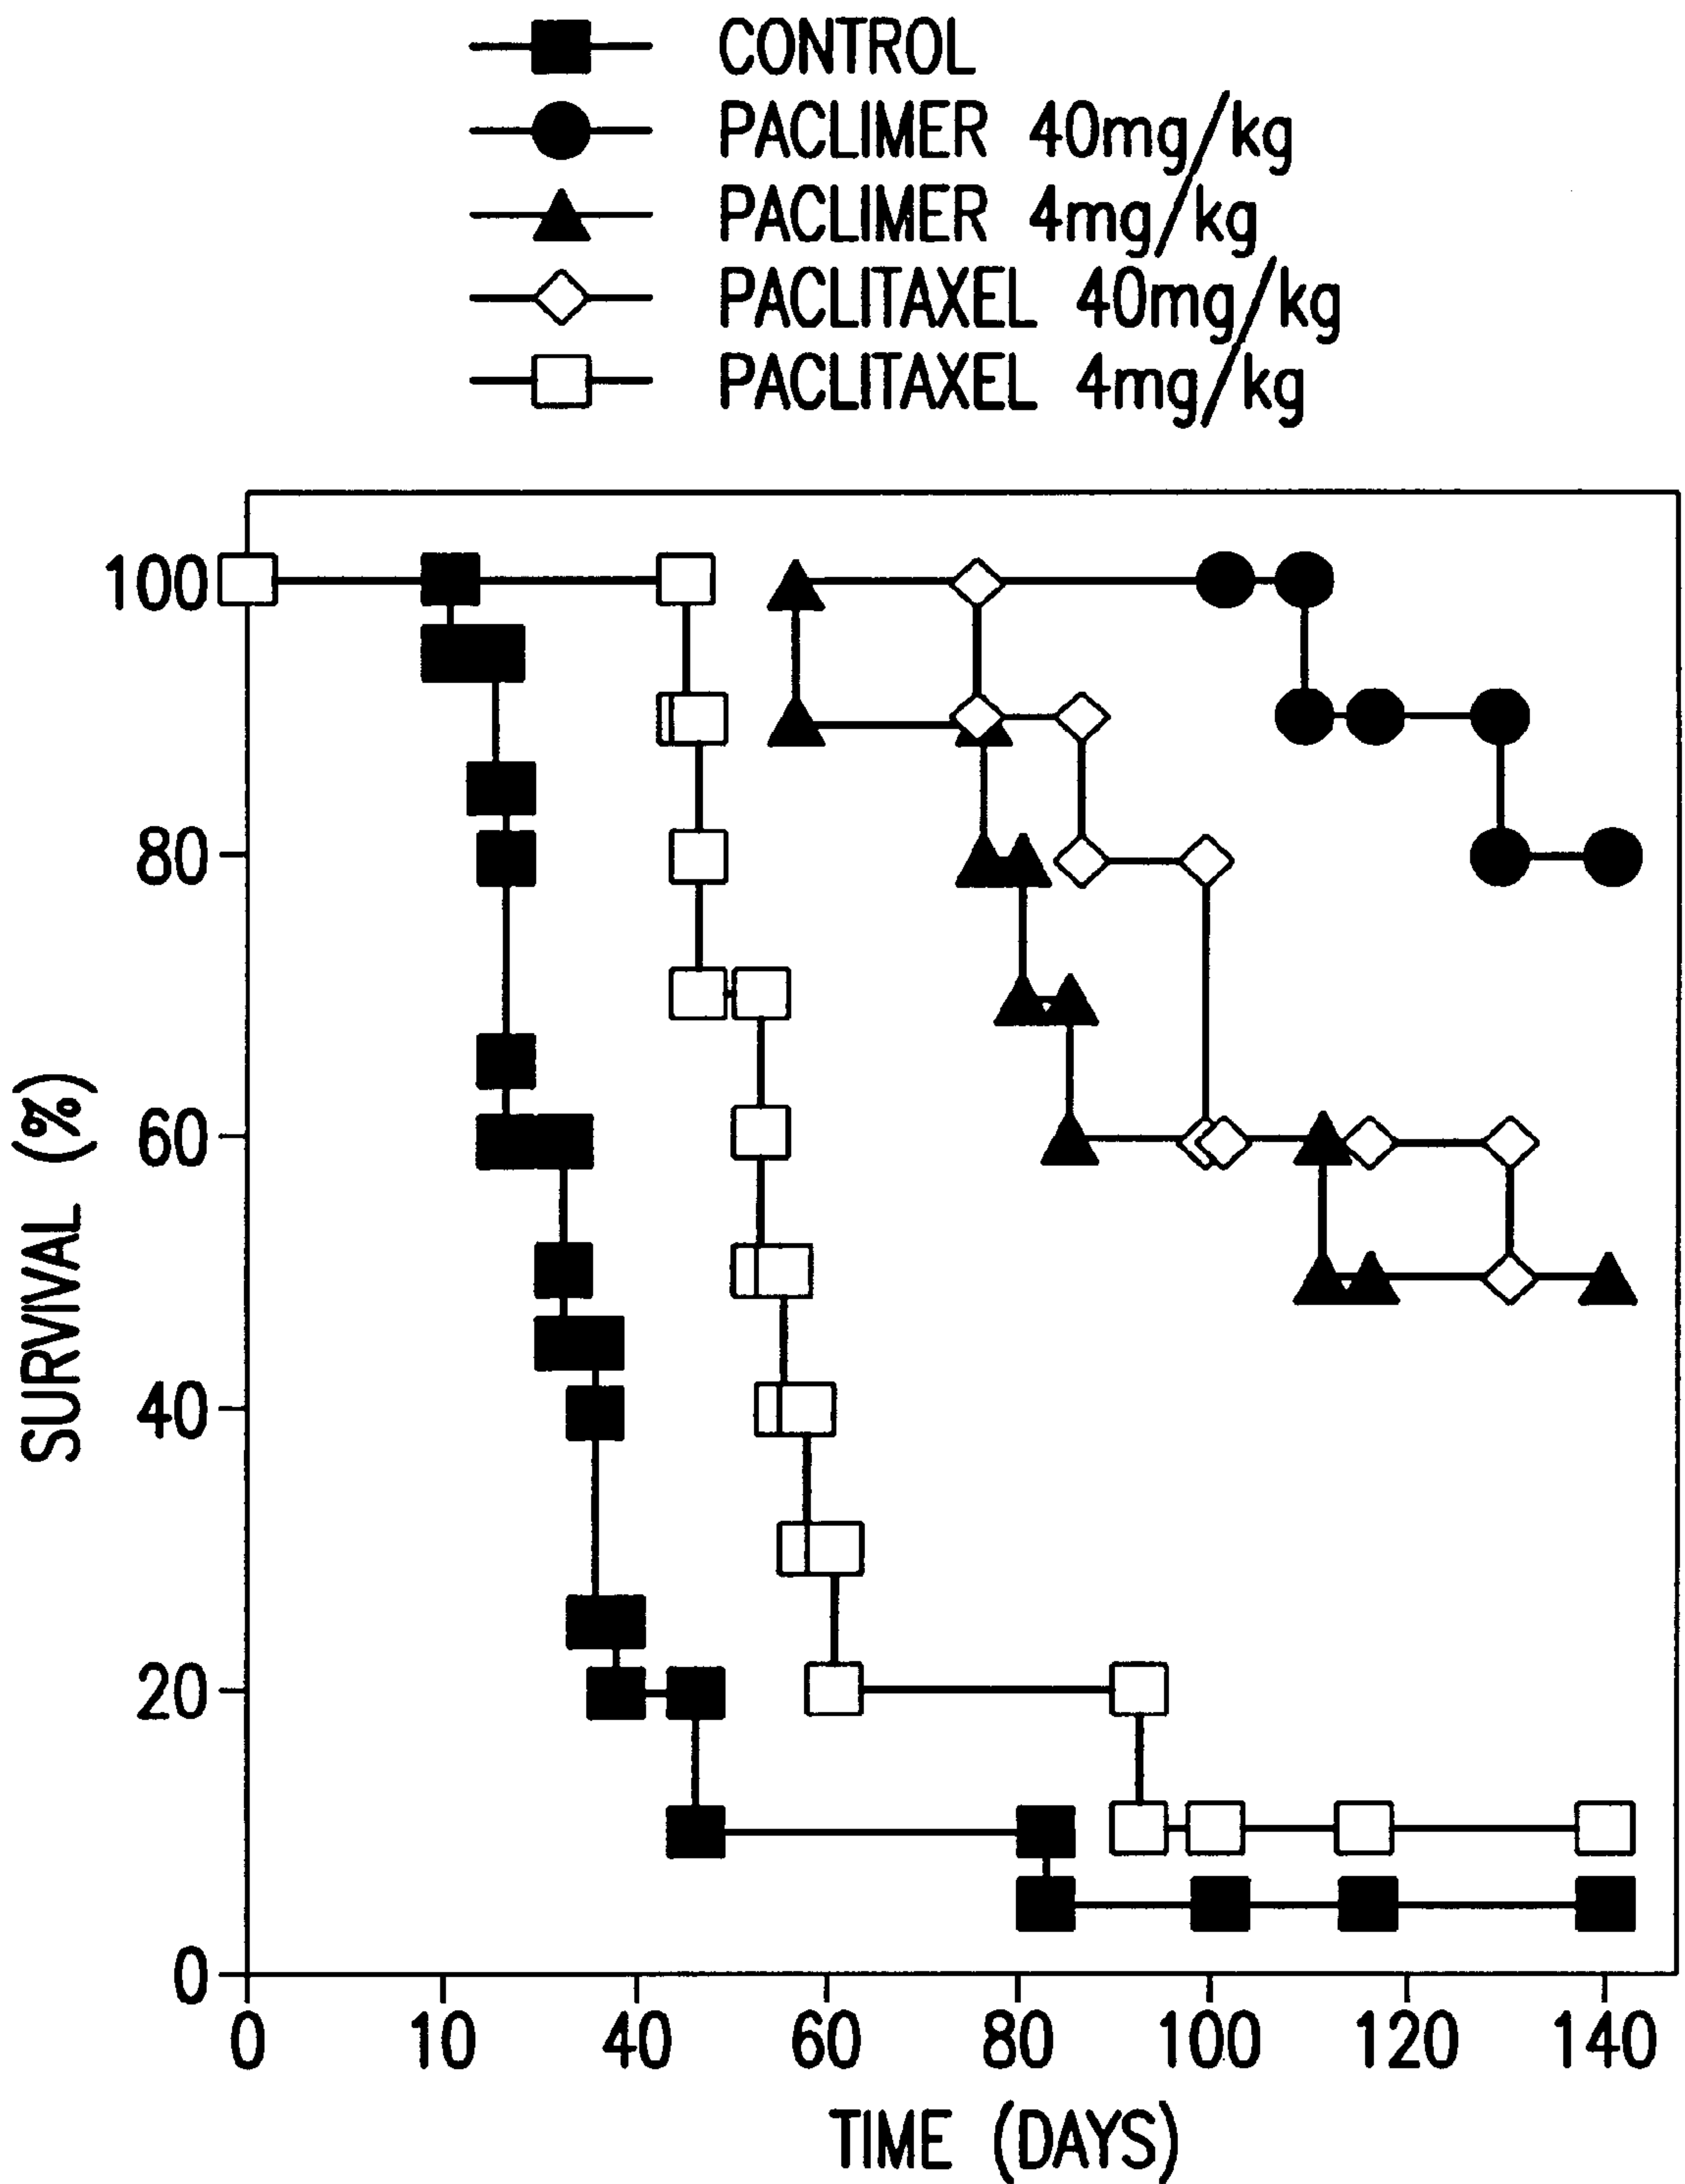 CONTROL
PACLIMER 40mg/kg
PACLIMER 4mg/kg
PACLITAXEL 40mg/kg
PACLITAXEL 4mg/kg
100
80
60
40
20
0
SURVIVAL (%)
0 10 40 60 80 100 120 140
TIME (DAYS)